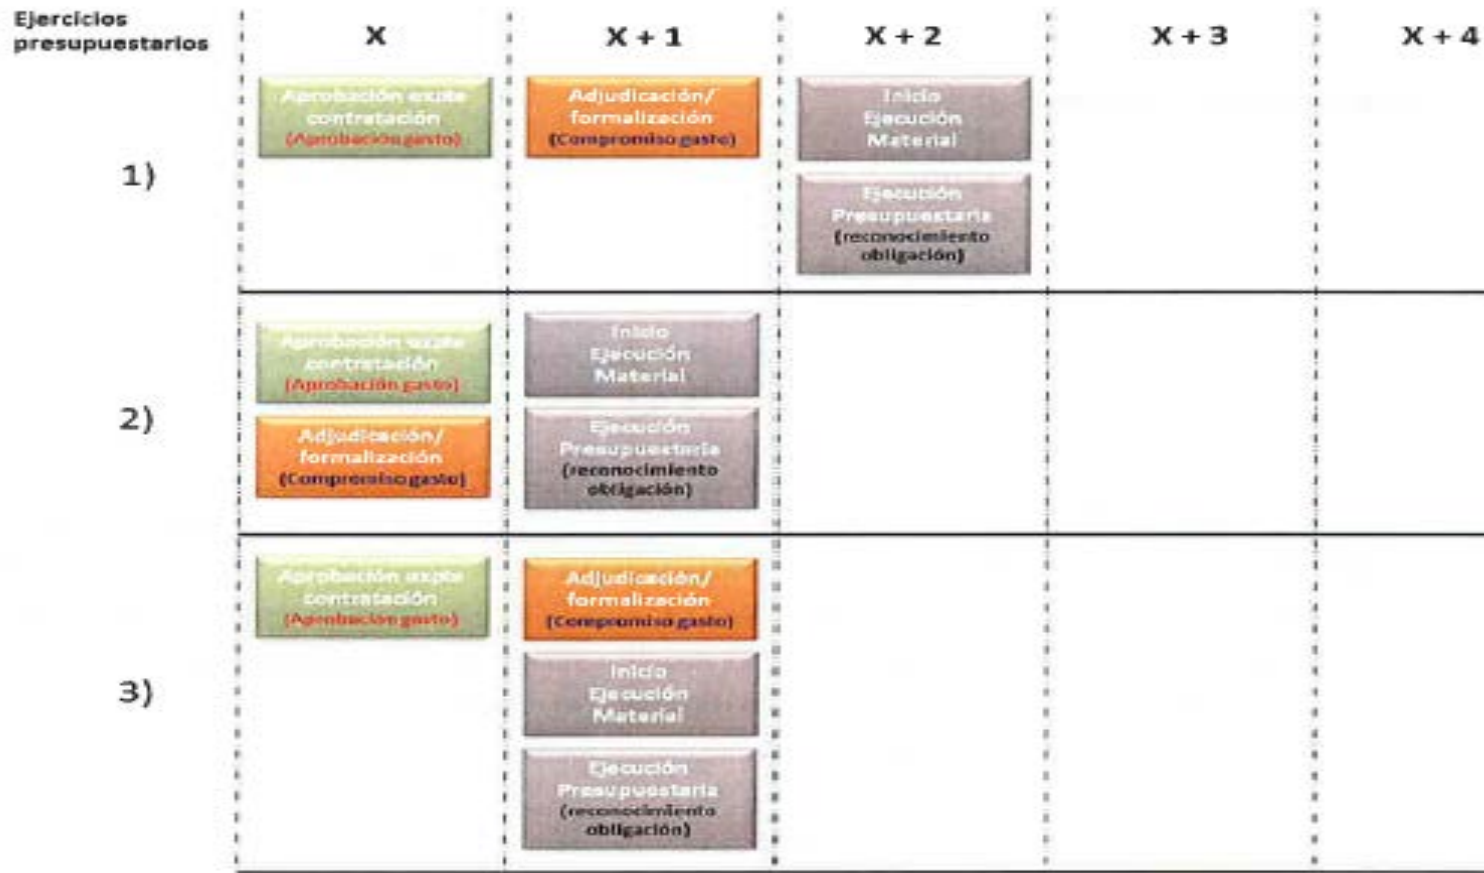 Ejercicios
presupuestarios
X
X + 1
X + 2
X + 3
X + 4
1)
Aprobación expte
contratación
(Aprobación gasto)
Adjudicación/
formalización
(Compromiso gasto)
Inicio
Ejecución
Material
Ejecución
Presupuestaria
(reconocimiento
obligación)
2)
Aprobación expte
contratación
(Aprobación gasto)
Adjudicación/
formalización
(Compromiso gasto)
Inicio
Ejecución
Material
Ejecución
Presupuestaria
(reconocimiento
obligación)
3)
Aprobación expte
contratación
(Aprobación gasto)
Adjudicación/
formalización
(Compromiso gasto)
Inicio
Ejecución
Material
Ejecución
Presupuestaria
(reconocimiento
obligación)